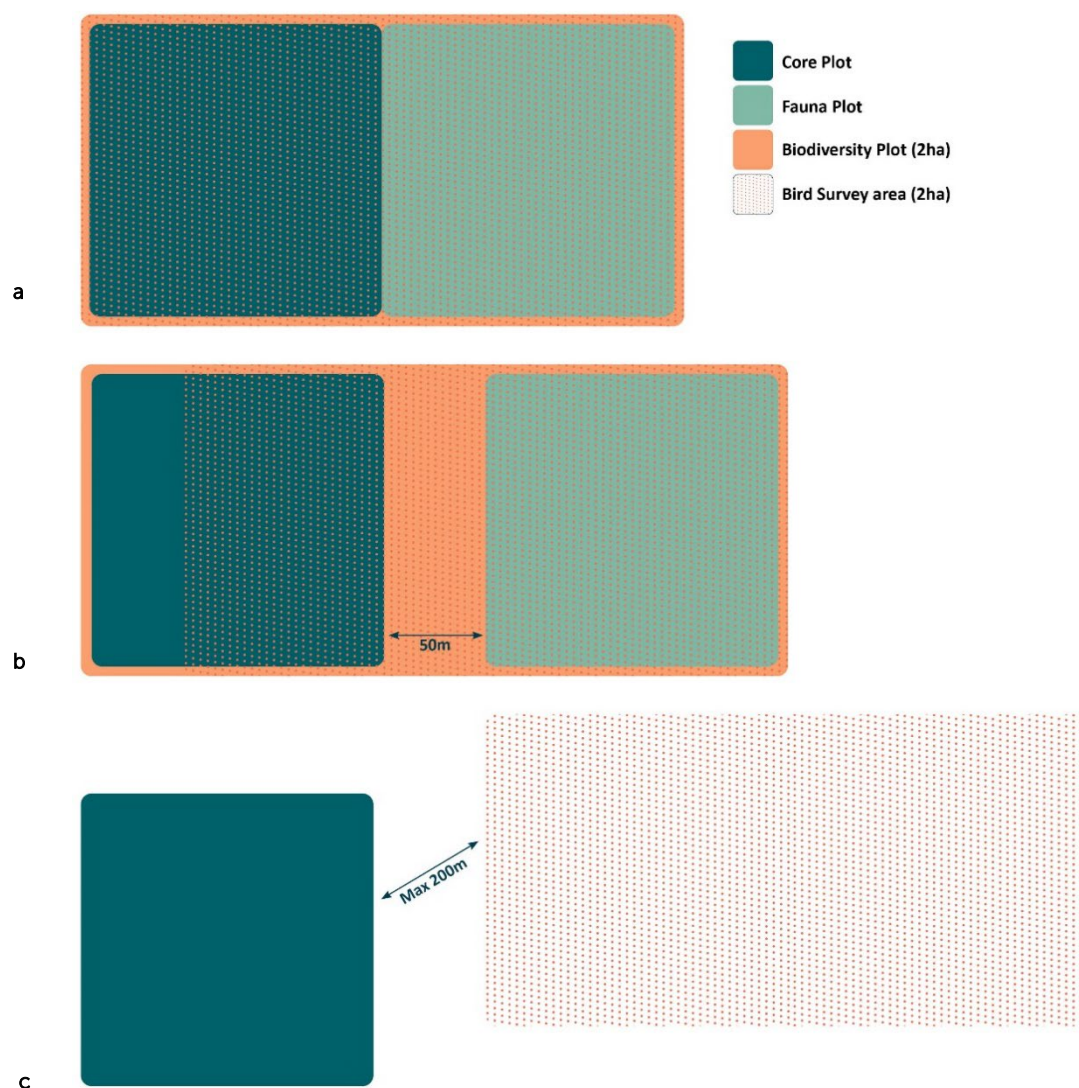 Core Plot
Fauna Plot
Biodiversity Plot (2ha)
Bird Survey area (2ha)
a
50m
b
Max 200m
c